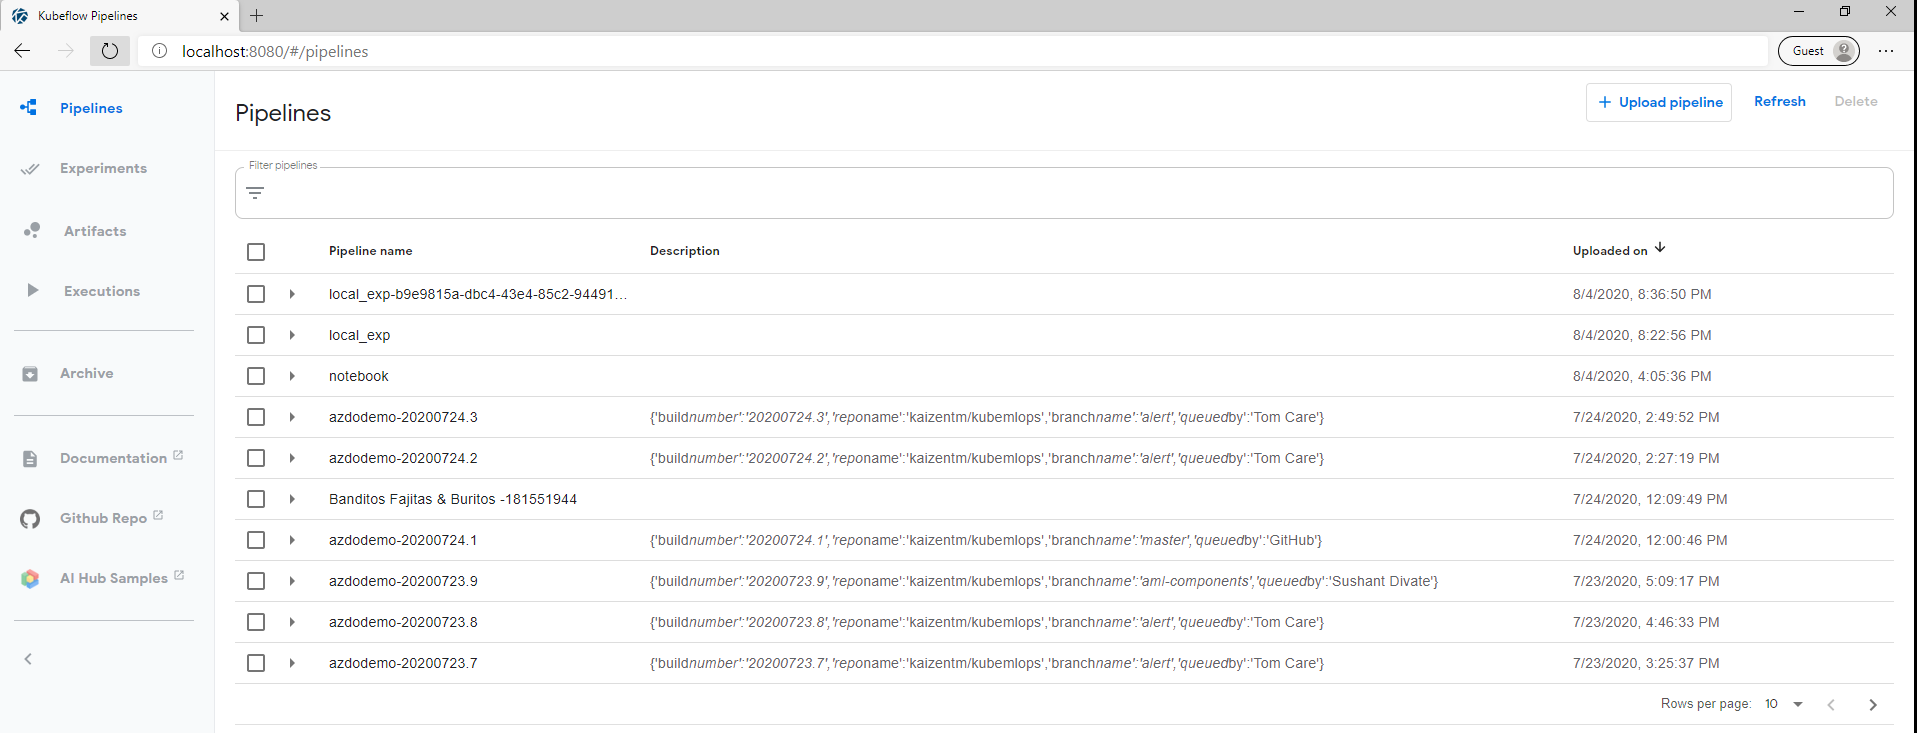 Kubeflow Pipelines
localhost:8080/#/pipelines
Guest
Pipelines
Experiments
Artifacts
Executions
Archive
Documentation
Github Repo
AI Hub Samples
Pipelines
+ Upload pipeline Refresh Delete
Filter pipelines
Pipeline name Description Uploaded on
local_exp-b9e9815a-dbc4-43e4-85c2-94491... 8/4/2020, 8:36:50 PM
local_exp 8/4/2020, 8:22:56 PM
notebook 8/4/2020, 4:05:36 PM
azdodemo-20200724.3 {'buildnumber':'20200724.3','reponame':'kaizentm/kubemlops','branchname':'alert','queuedby':'Tom Care'} 7/24/2020, 2:49:52 PM
azdodemo-20200724.2 {'buildnumber':'20200724.2','reponame':'kaizentm/kubemlops','branchname':'alert','queuedby':'Tom Care'} 7/24/2020, 2:27:19 PM
Banditos Fajitas & Buritos -181551944 7/24/2020, 12:09:49 PM
azdodemo-20200724.1 {'buildnumber':'20200724.1','reponame':'kaizentm/kubemlops','branchname':'master','queuedby':'GitHub'} 7/24/2020, 12:00:46 PM
azdodemo-20200723.9 {'buildnumber':'20200723.9','reponame':'kaizentm/kubemlops','branchname':'aml-components','queuedby':'Sushant Divate'} 7/23/2020, 5:09:17 PM
azdodemo-20200723.8 {'buildnumber':'20200723.8','reponame':'kaizentm/kubemlops','branchname':'alert','queuedby':'Tom Care'} 7/23/2020, 4:46:33 PM
azdodemo-20200723.7 {'buildnumber':'20200723.7','reponame':'kaizentm/kubemlops','branchname':'alert','queuedby':'Tom Care'} 7/23/2020, 3:25:37 PM
Rows per page: 10